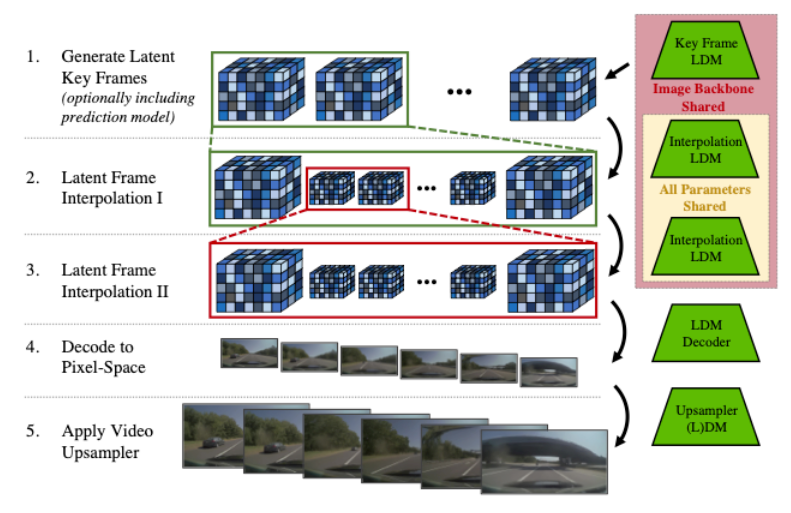 1. Generate Latent
Key Frames
(optionally including
prediction model)
2. Latent Frame
Interpolation I
3. Latent Frame
Interpolation II
4. Decode to
Pixel-Space
5. Apply Video
Upsampler
...
...
...
Key Frame
LDM
Image Backbone
Shared
Interpolation
LDM
All Parameters
Shared
Interpolation
LDM
LDM
Decoder
Upsampler
(L)DM